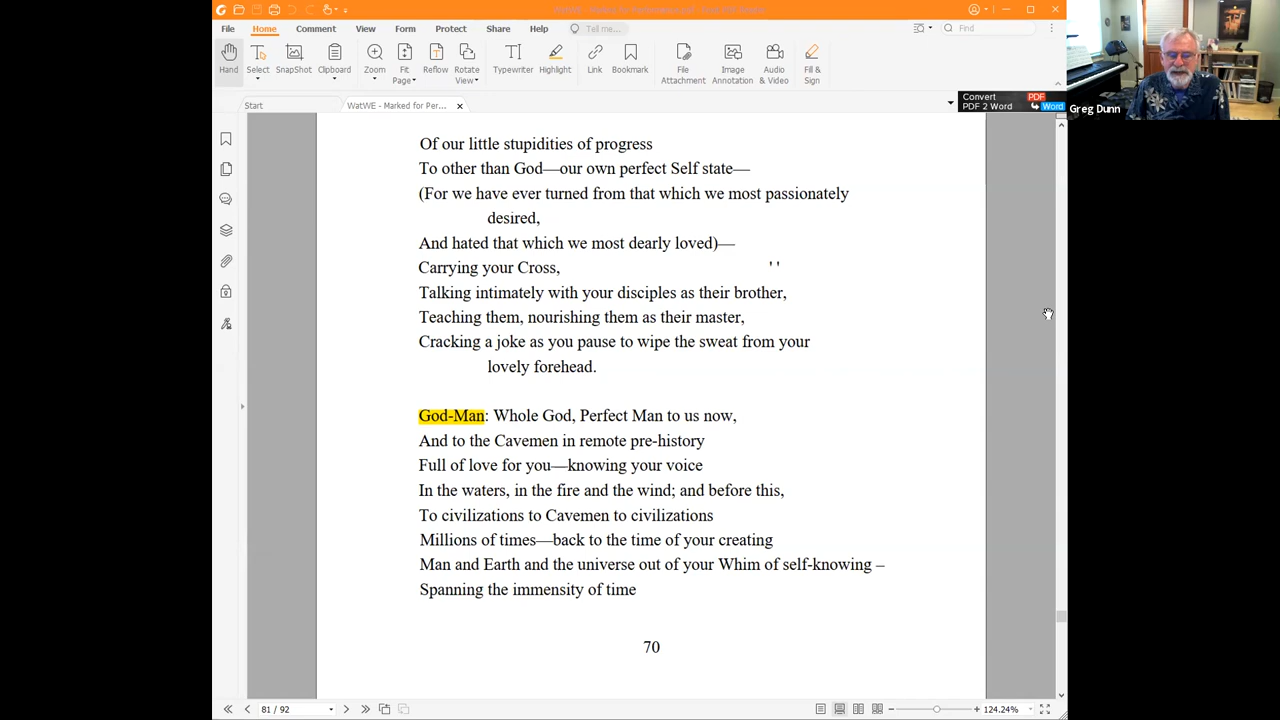 File Home Comment View Form Protect Share Help Tell me... Find
Hand Select SnapShot Clipboard Zoom Fit Page Reflow Rotate View Typewriter Highlight Link Bookmark File Attachment Image Annotation Audio & Video Fill & Sign
Start WatWE - Marked for Per...
Convert PDF
PDF 2 Word Word
Greg Dunn
Of our little stupidities of progress
To other than God—our own perfect Self state—
(For we have ever turned from that which we most passionately
desired,
And hated that which we most dearly loved)—
Carrying your Cross, ' '
Talking intimately with your disciples as their brother,
Teaching them, nourishing them as their master,
Cracking a joke as you pause to wipe the sweat from your
lovely forehead.
God-Man: Whole God, Perfect Man to us now,
And to the Cavemen in remote pre-history
Full of love for you—knowing your voice
In the waters, in the fire and the wind; and before this,
To civilizations to Cavemen to civilizations
Millions of times—back to the time of your creating
Man and Earth and the universe out of your Whim of self-knowing –
Spanning the immensity of time
70
81 / 92 124.24%